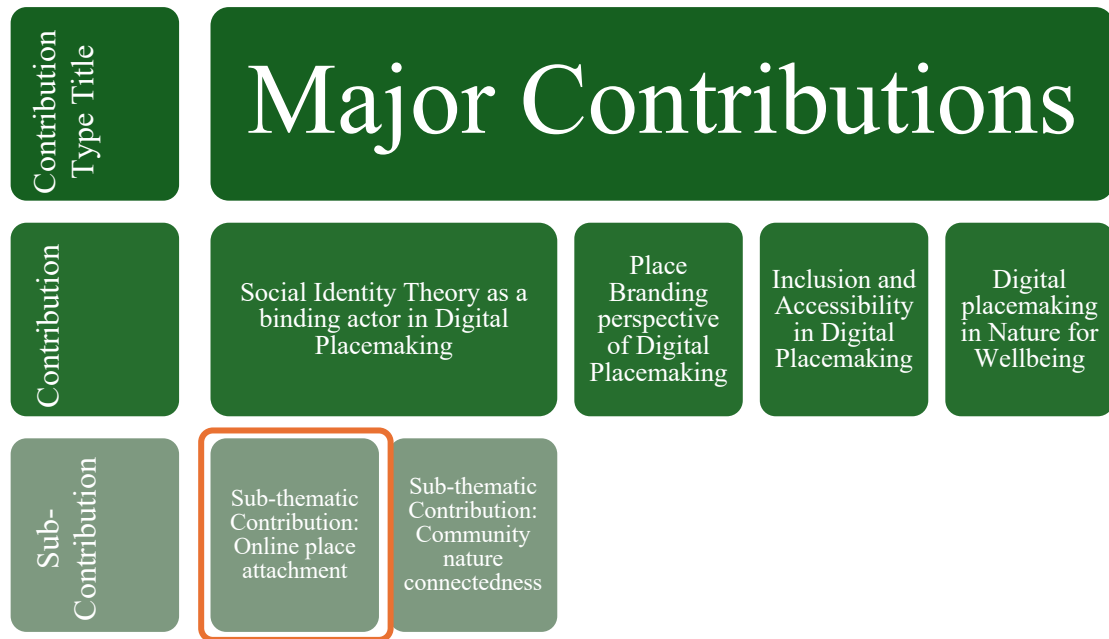 Contribution
Type Title
Major Contributions
Contribution
Social Identity Theory as a
binding actor in Digital
Placemaking
Place
Branding
perspective
of Digital
Placemaking
Inclusion and
Accessibility
in Digital
Placemaking
Digital
placemaking
in Nature for
Wellbeing
Sub-
Contribution
Sub-thematic
Contribution:
Online place
attachment
Sub-thematic
Contribution:
Community
nature
connectedness